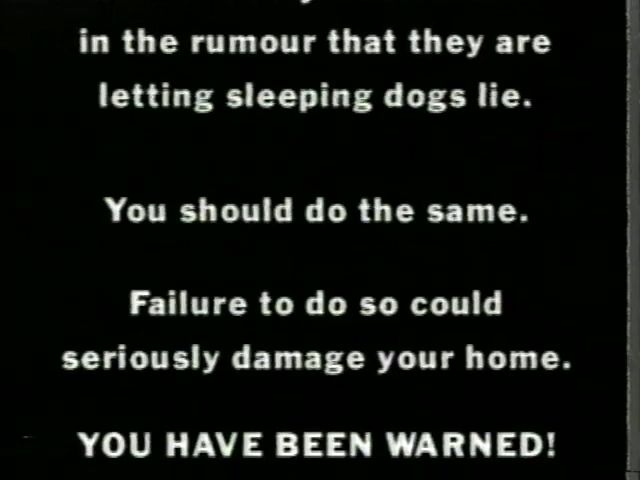 in the rumour that they are
letting sleeping dogs lie.
You should do the same.
Failure to do so could
seriously damage your home.
YOU HAVE BEEN WARNED!